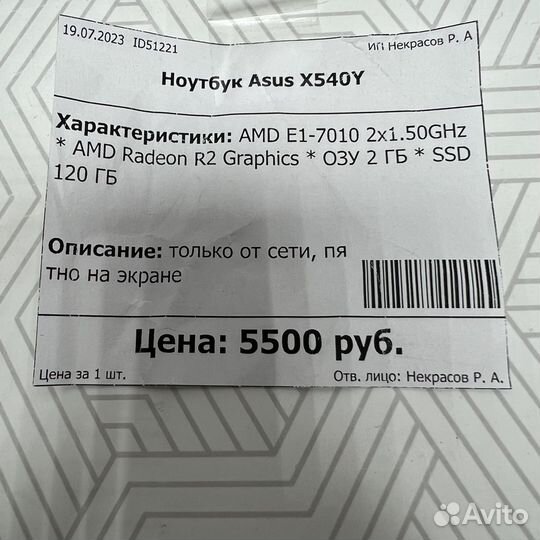 19.07.2023 ID51221 ИП Некрасов Р. А
Ноутбук Asus X540Y
Характеристики: AMD E1-7010 2x1.50GHz
* AMD Radeon R2 Graphics * ОЗУ 2 ГБ * SSD
120 ГБ
Описание: только от сети, пя
тно на экране
Цена: 5500 руб.
Цена за 1 шт. Отв. лицо: Некрасов Р. А.
Avito